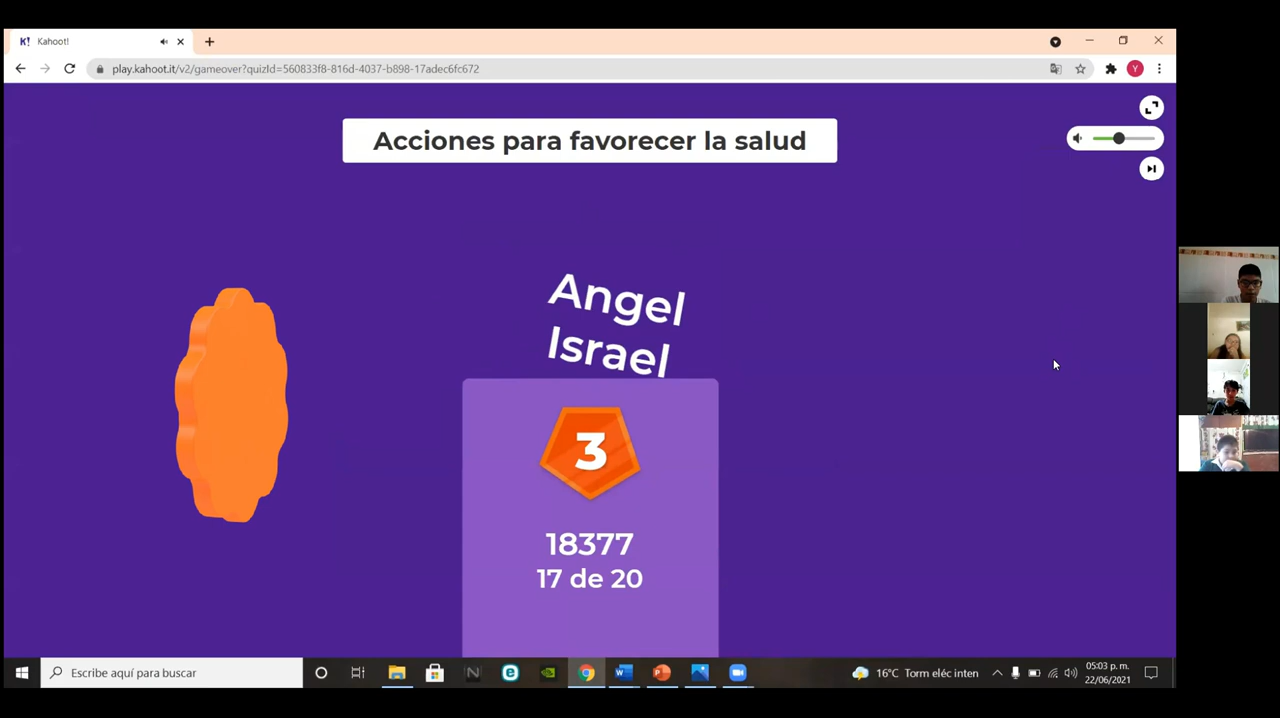 K! Kahoot!
play.kahoot.it/v2/gameover?quizId=560833f8-816d-4037-b898-17adec6fc672
Y
Acciones para favorecer la salud
Angel
Israel
3
18377
17 de 20
Escribe aquí para buscar
16°C Torm eléc inten
05:03 p. m.
22/06/2021